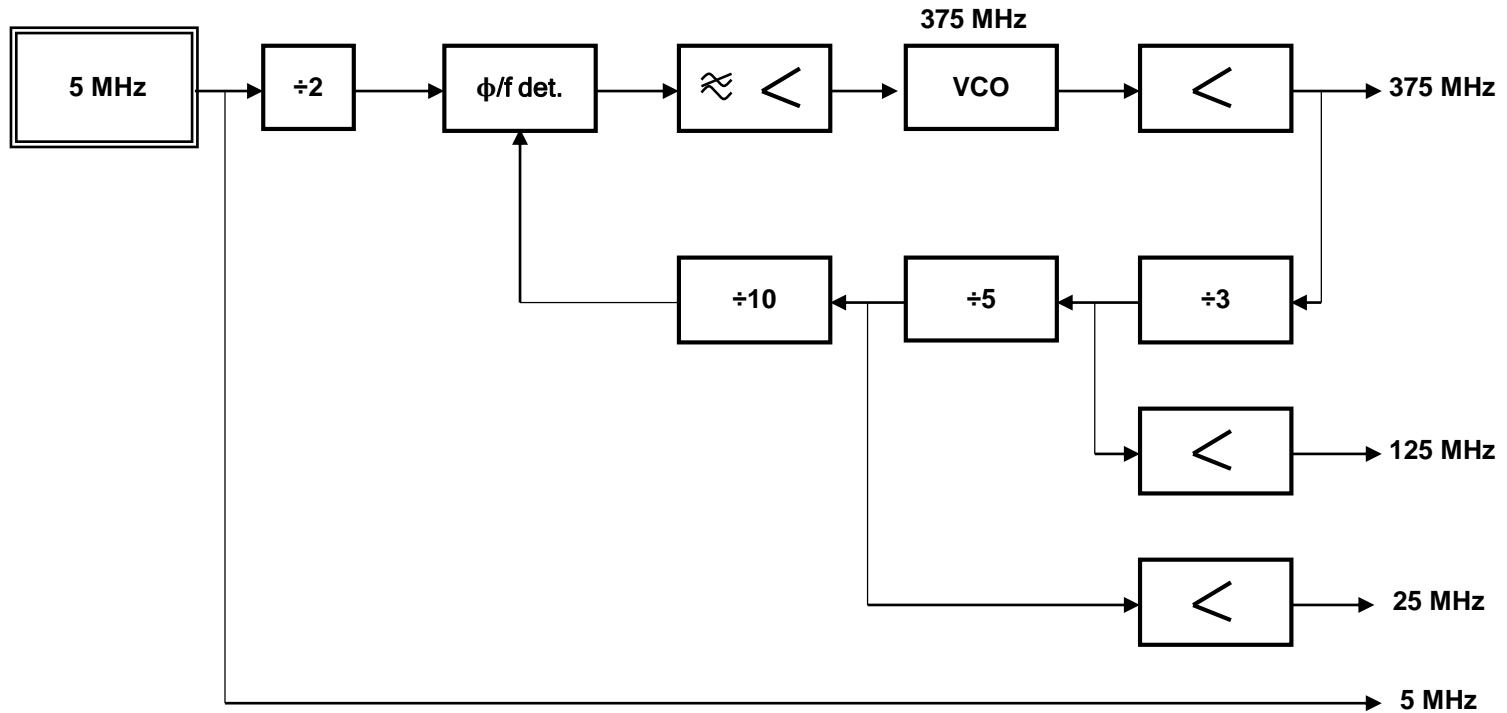 375 MHz
5 MHz
÷2
ϕ/f det.
VCO
375 MHz
÷10
÷5
÷3
125 MHz
25 MHz
5 MHz